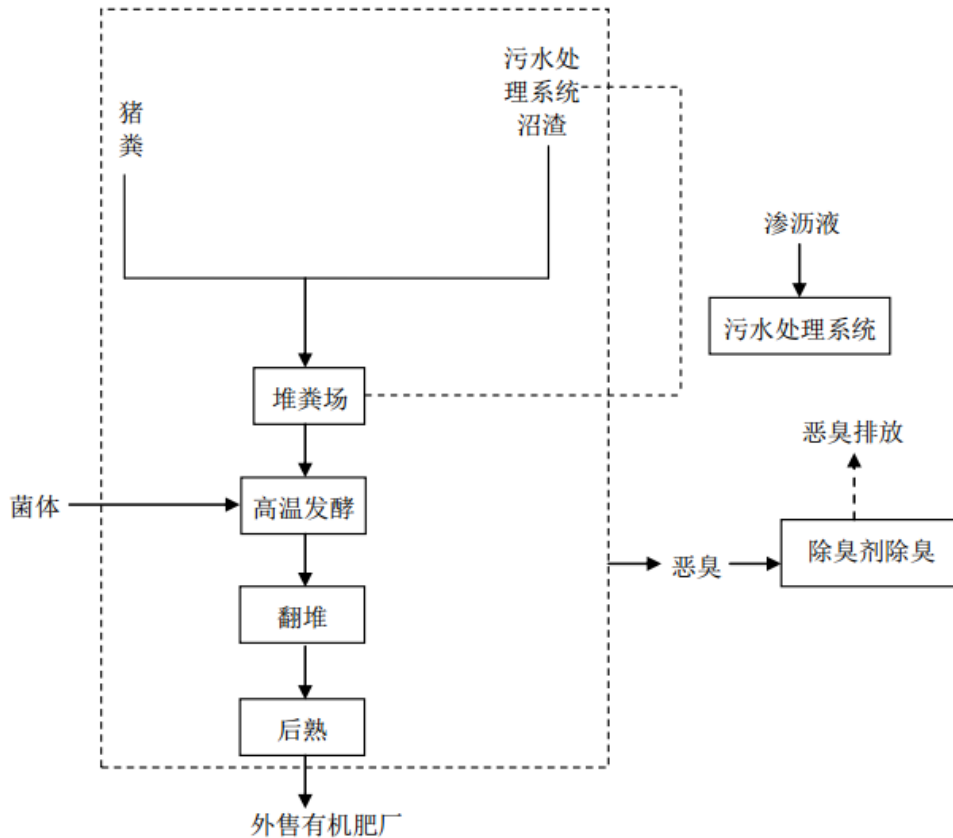 污水处
理系统
沼渣
猪
粪
渗沥液
污水处理系统
堆粪场
恶臭排放
菌体
高温发酵
恶臭
除臭剂除臭
翻堆
后熟
外售有机肥厂